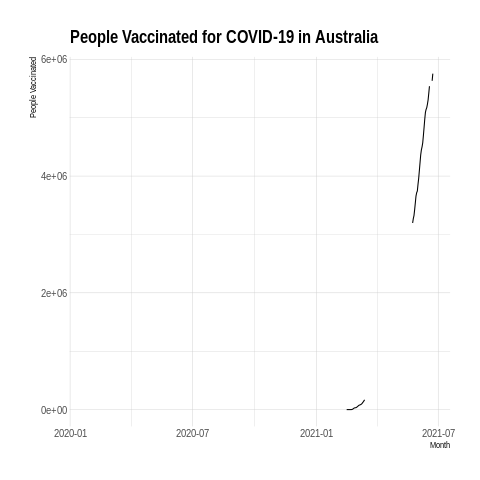 People Vaccinated for COVID-19 in Australia
People Vaccinated
6e+06
4e+06
2e+06
0e+00
2020-01
2020-07
2021-01
2021-07
Month